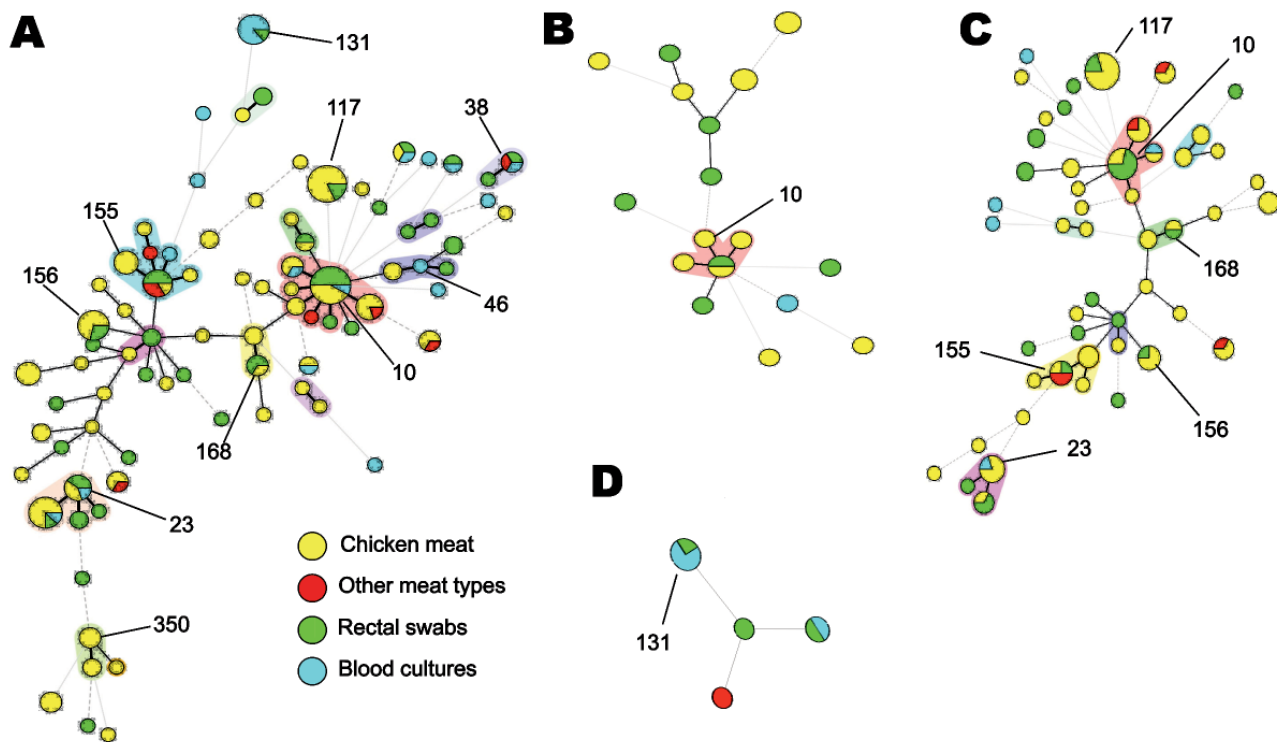 A
131
117
38
155
156
46
10
168
23
350
Chicken meat
Other meat types
Rectal swabs
Blood cultures
B
10
C
117
10
168
155
156
23
D
131